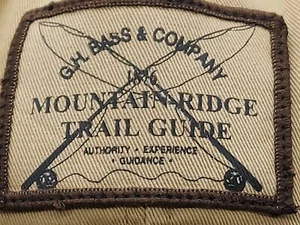 G.H. BASS & COMPANY
1876
MOUNTAIN-RIDGE
TRAIL GUIDE
AUTHORITY • EXPERIENCE
• GUIDANCE •